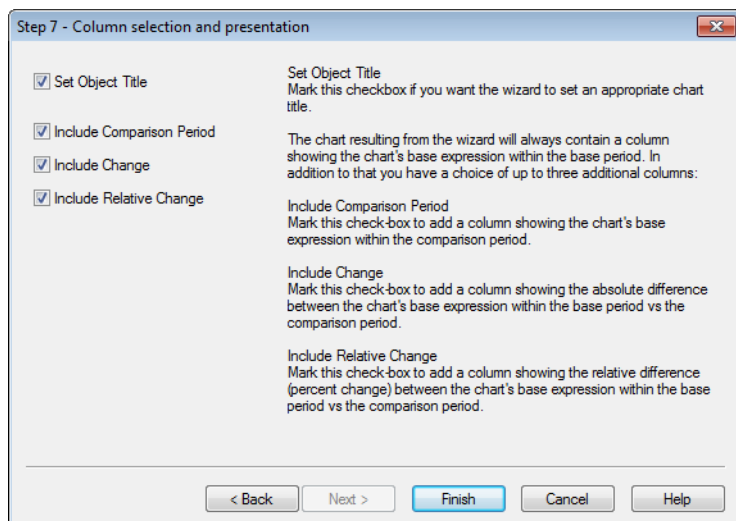 Step 7 - Column selection and presentation
Set Object Title
Include Comparison Period
Include Change
Include Relative Change
Set Object Title
Mark this checkbox if you want the wizard to set an appropriate chart
title.
The chart resulting from the wizard will always contain a column
showing the chart's base expression within the base period. In
addition to that you have a choice of up to three additional columns:
Include Comparison Period
Mark this check-box to add a column showing the chart's base
expression within the comparison period.
Include Change
Mark this check-box to add a column showing the absolute difference
between the chart's base expression within the base period vs the
comparison period.
Include Relative Change
Mark this check-box to add a column showing the relative difference
(percent change) between the chart's base expression within the base
period vs the comparison period.
< Back
Next >
Finish
Cancel
Help